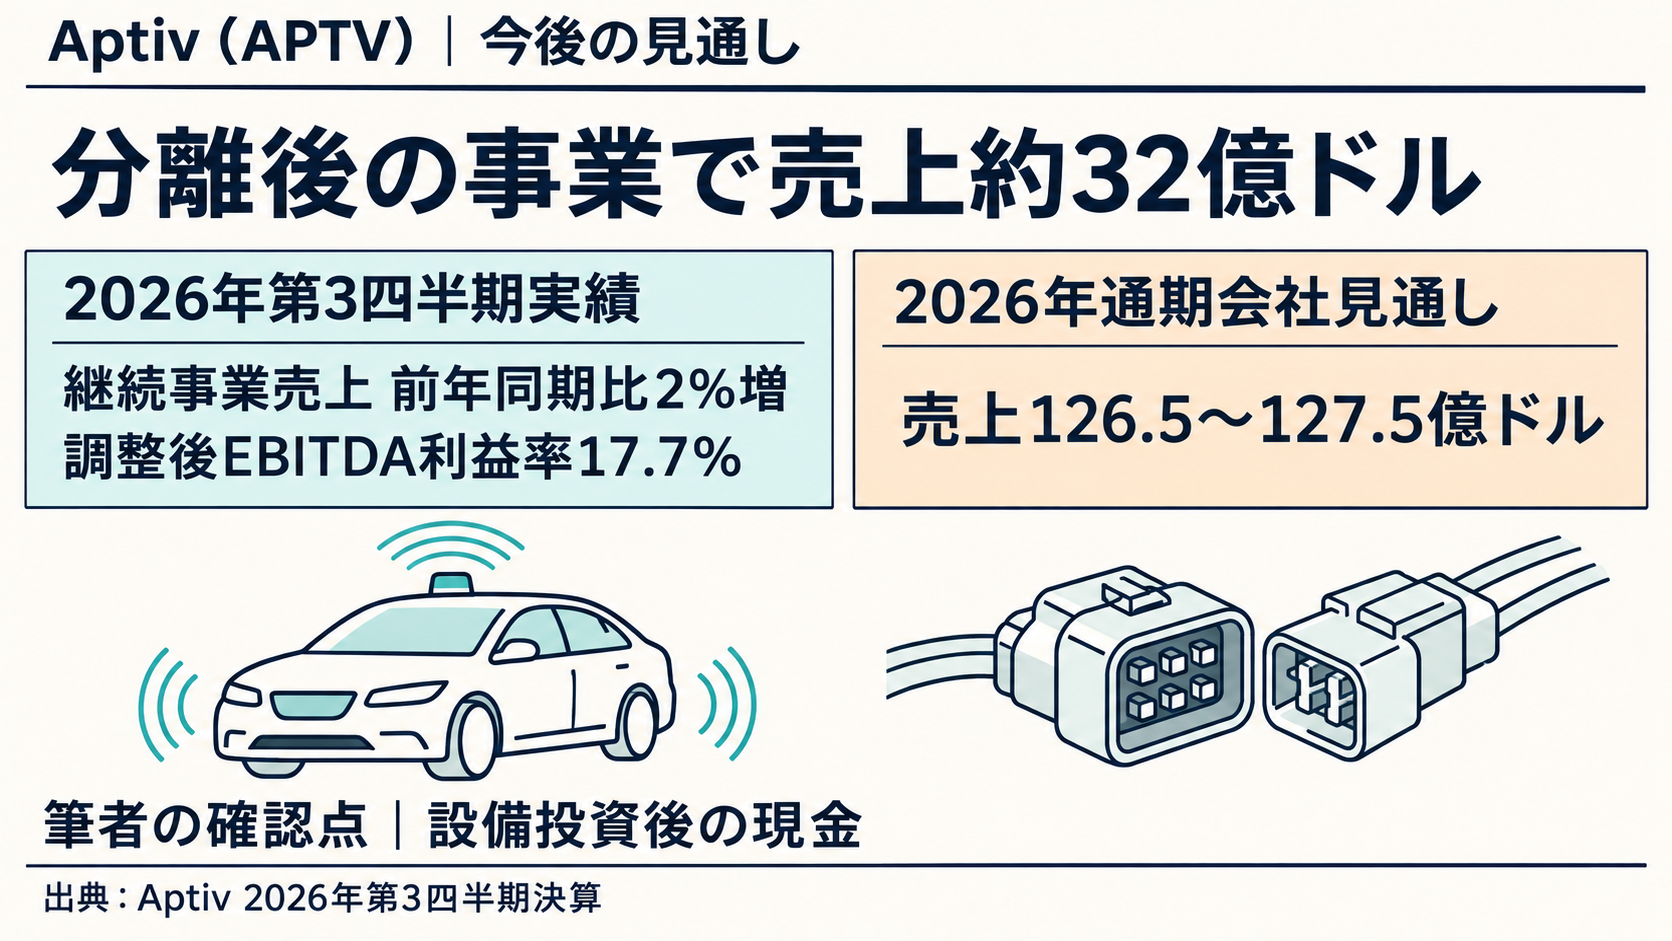 Aptiv（APTV）｜今後の見通し
分離後の事業で売上約32億ドル
2026年第3四半期実績
継続事業売上 前年同期比2%増
調整後EBITDA利益率17.7%
2026年通期会社見通し
売上126.5～127.5億ドル
筆者の確認点｜設備投資後の現金
出典：Aptiv 2026年第3四半期決算